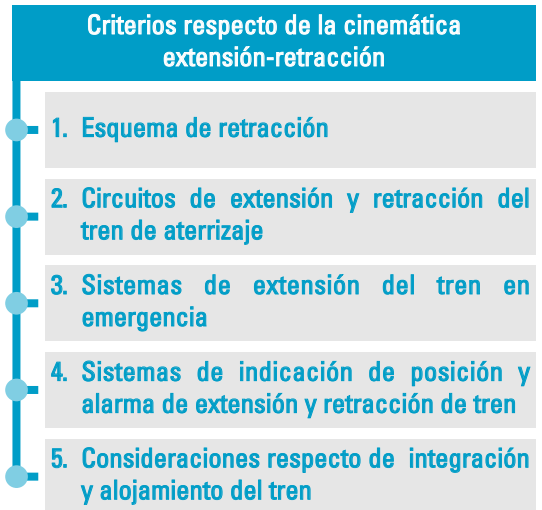 Criterios respecto de la cinemática
extensión-retracción
1. Esquema de retracción
2. Circuitos de extensión y retracción del
tren de aterrizaje
3. Sistemas de extensión del tren en
emergencia
4. Sistemas de indicación de posición y
alarma de extensión y retracción de tren
5. Consideraciones respecto de integración
y alojamiento del tren